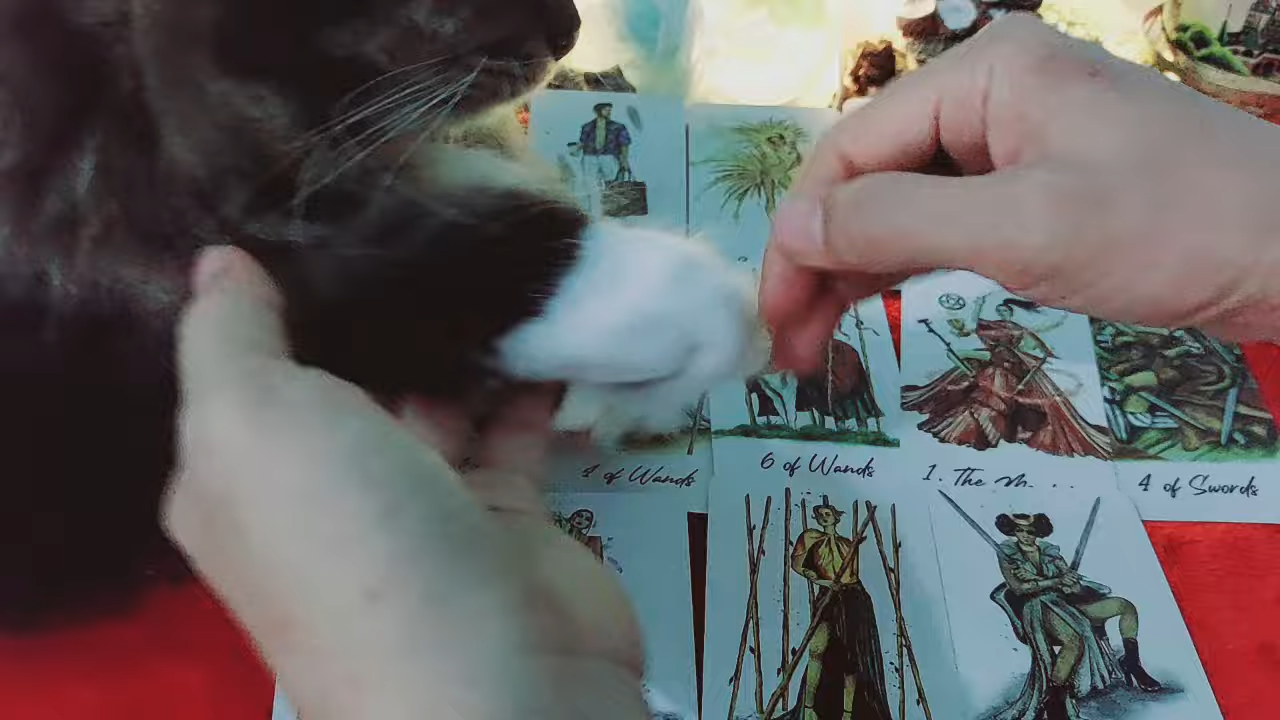 4 of Wands
6 of Wands
1. The M. . .
4 of Swords